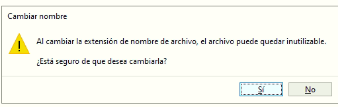 Cambiar nombre
Al cambiar la extensión de nombre de archivo, el archivo puede quedar inutilizable.
¿Está seguro de que desea cambiarla?
Sí No